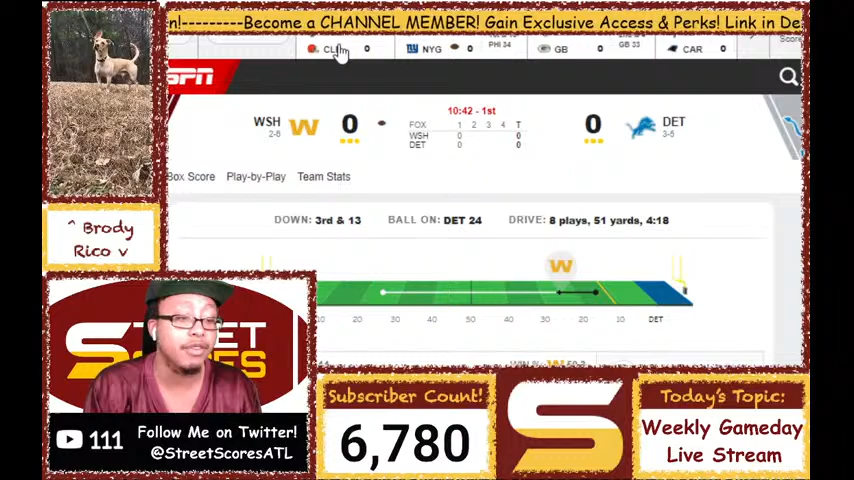 n!---------Become a CHANNEL MEMBER! Gain Exclusive Access & Perks! Link in De
NYG 0 PHI 34
GB 0 GB 33
CAR 0
WSH 0
2-6
10:42 - 1st
FOX 1 2 3 4 T
WSH 0 0
DET 0 0
0 DET
Box Score Play-by-Play Team Stats
DOWN: 3rd & 13 BALL ON: DET 24 DRIVE: 8 plays, 51 yards, 4:18
^ Brody
Rico v
W
20 30 40 50 40 30 20 10 DET
STREET
SCORES
Subscriber Count!
6,780
Today's Topic:
Weekly Gameday
Live Stream
111
Follow Me on Twitter!
@StreetScoresATL